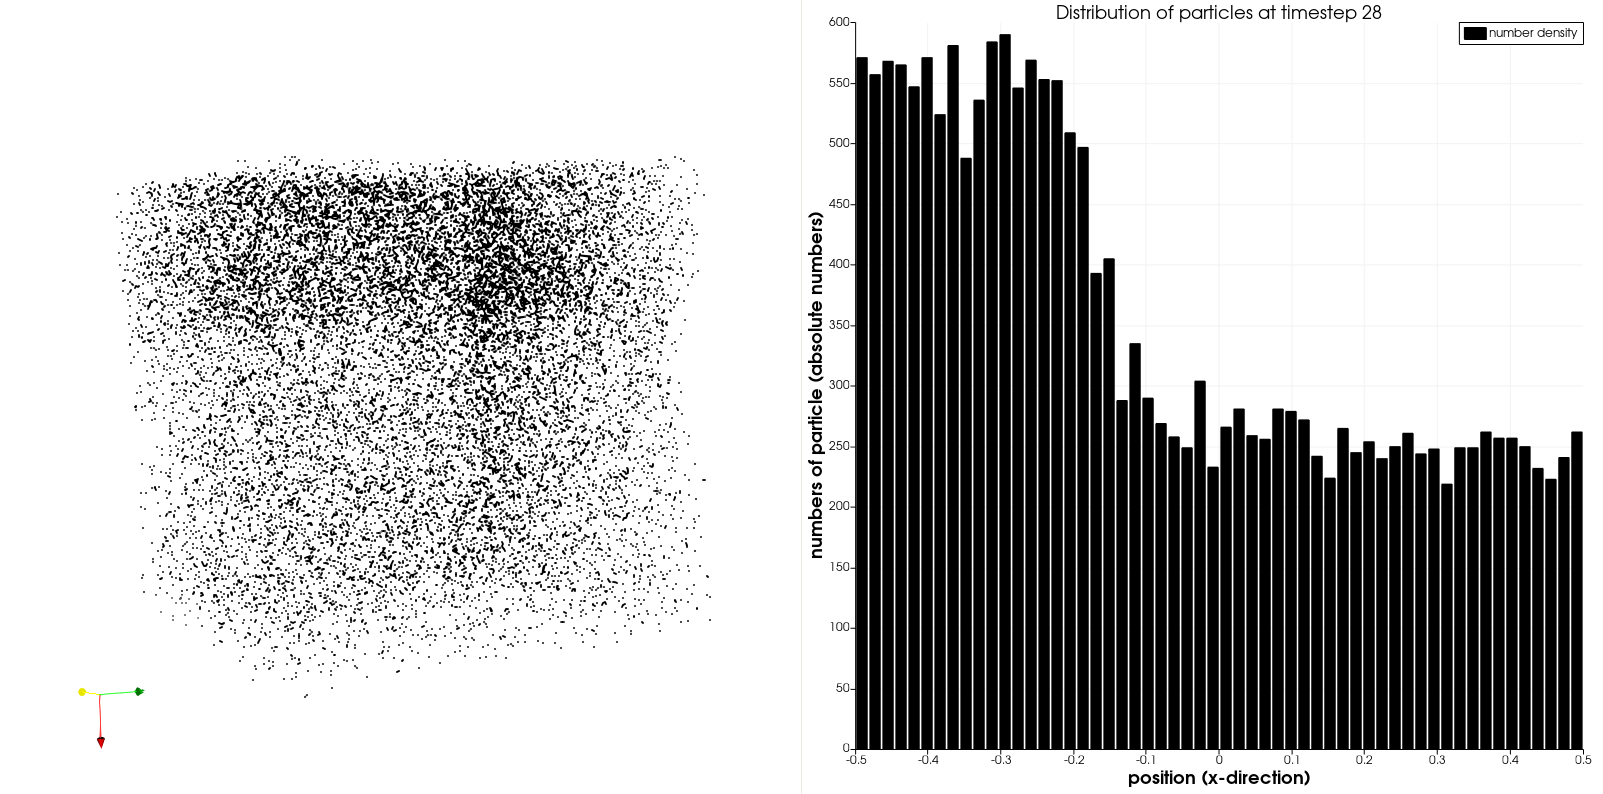 Distribution of particles at timestep 28
number density
600
550
500
450
400
350
300
250
200
150
100
50
0
numbers of particle (absolute numbers)
-0.5 -0.4 -0.3 -0.2 -0.1 0 0.1 0.2 0.3 0.4 0.5
position (x-direction)